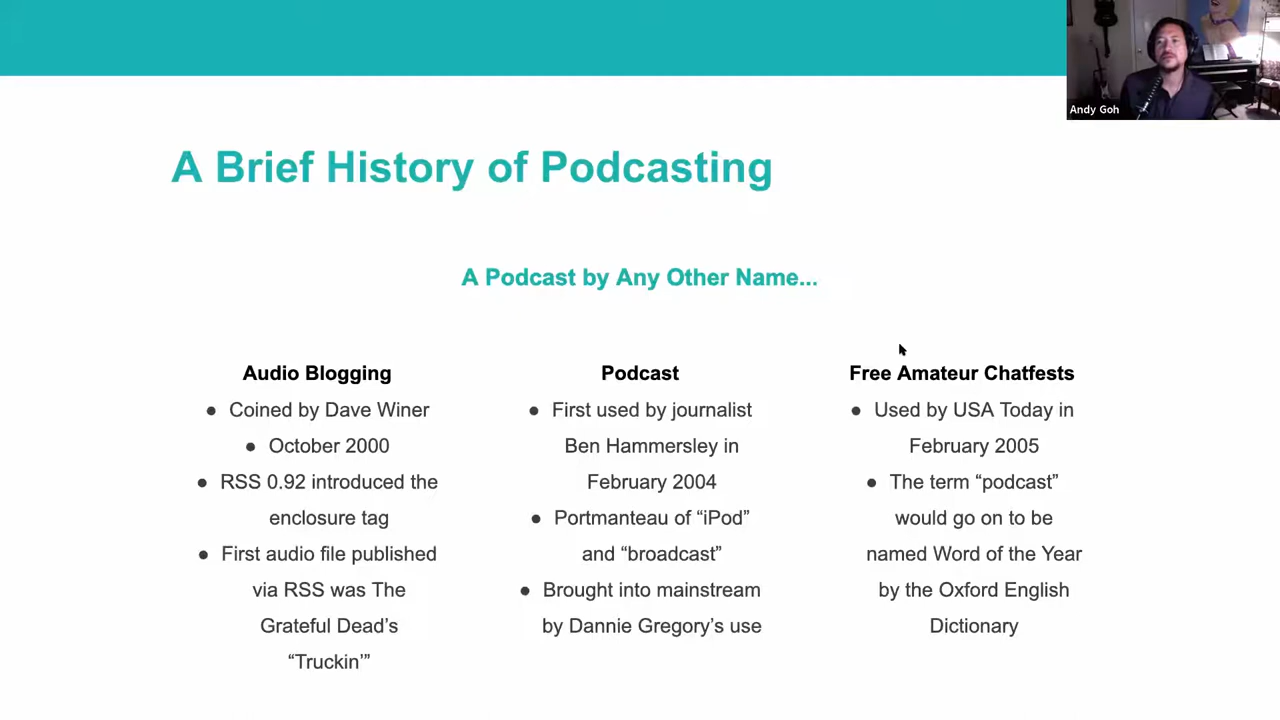 Andy Goh
A Brief History of Podcasting
A Podcast by Any Other Name...
Audio Blogging
● Coined by Dave Winer
● October 2000
● RSS 0.92 introduced the
enclosure tag
● First audio file published
via RSS was The
Grateful Dead’s
“Truckin’”
Podcast
● First used by journalist
Ben Hammersley in
February 2004
● Portmanteau of “iPod”
and “broadcast”
● Brought into mainstream
by Dannie Gregory’s use
Free Amateur Chatfests
● Used by USA Today in
February 2005
● The term “podcast”
would go on to be
named Word of the Year
by the Oxford English
Dictionary